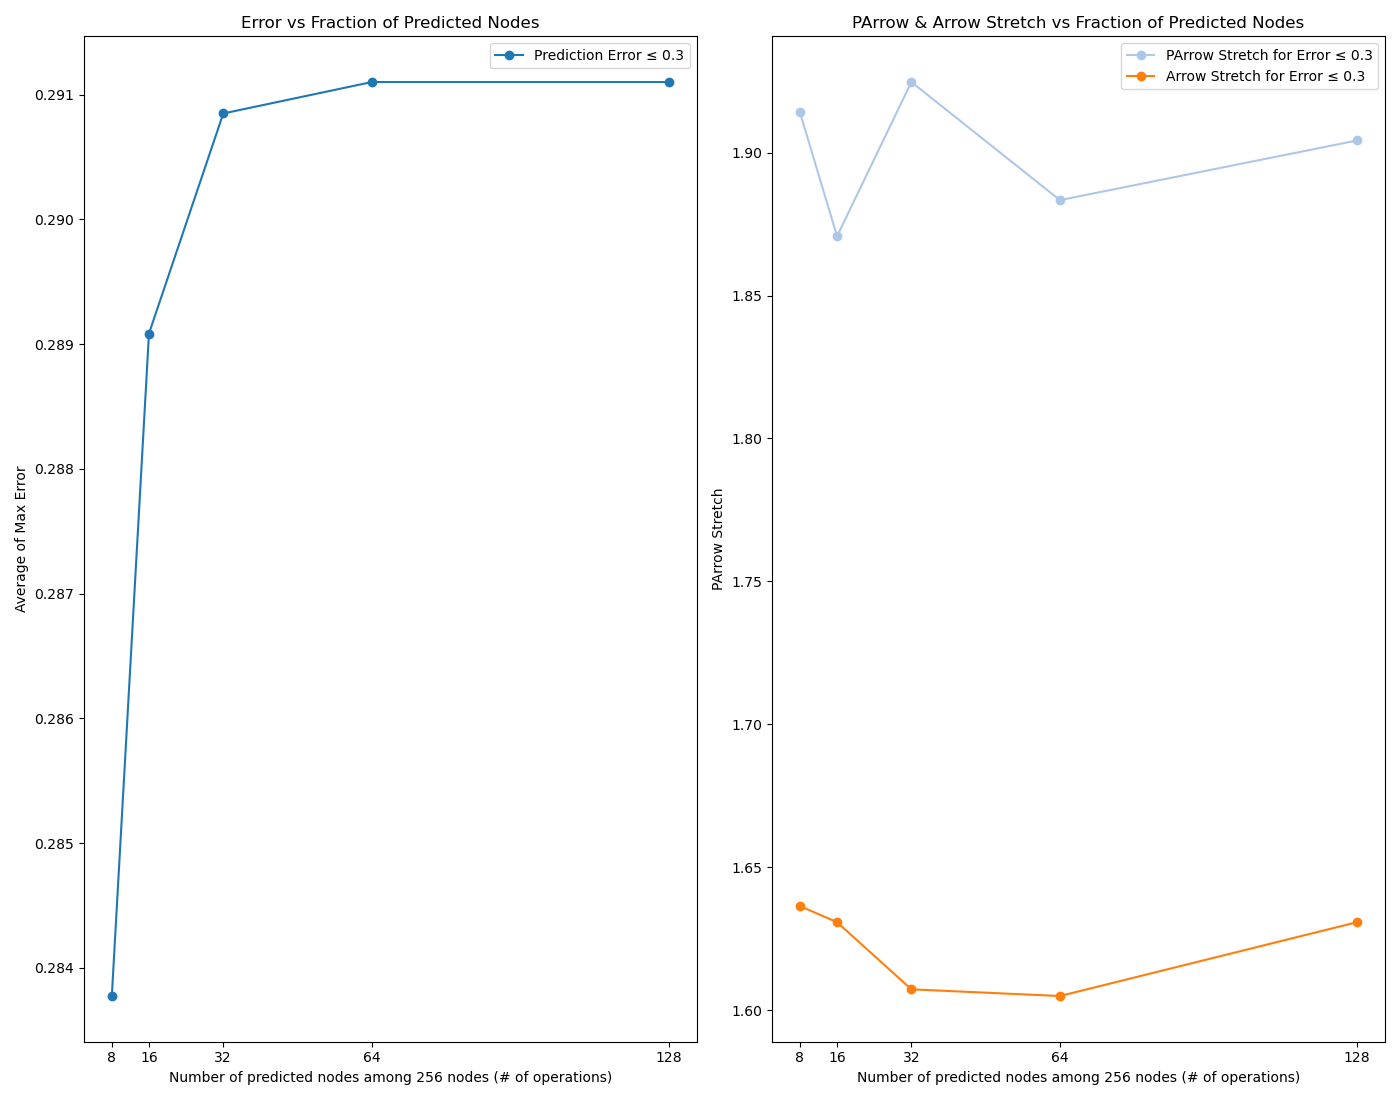 Error vs Fraction of Predicted Nodes
Prediction Error ≤ 0.3
0.291
0.290
0.289
0.288
0.287
0.286
0.285
0.284
Average of Max Error
8 16 32 64 128
Number of predicted nodes among 256 nodes (# of operations)
PArrow & Arrow Stretch vs Fraction of Predicted Nodes
PArrow Stretch for Error ≤ 0.3
Arrow Stretch for Error ≤ 0.3
1.90
1.85
1.80
1.75
1.70
1.65
1.60
PArrow Stretch
8 16 32 64 128
Number of predicted nodes among 256 nodes (# of operations)